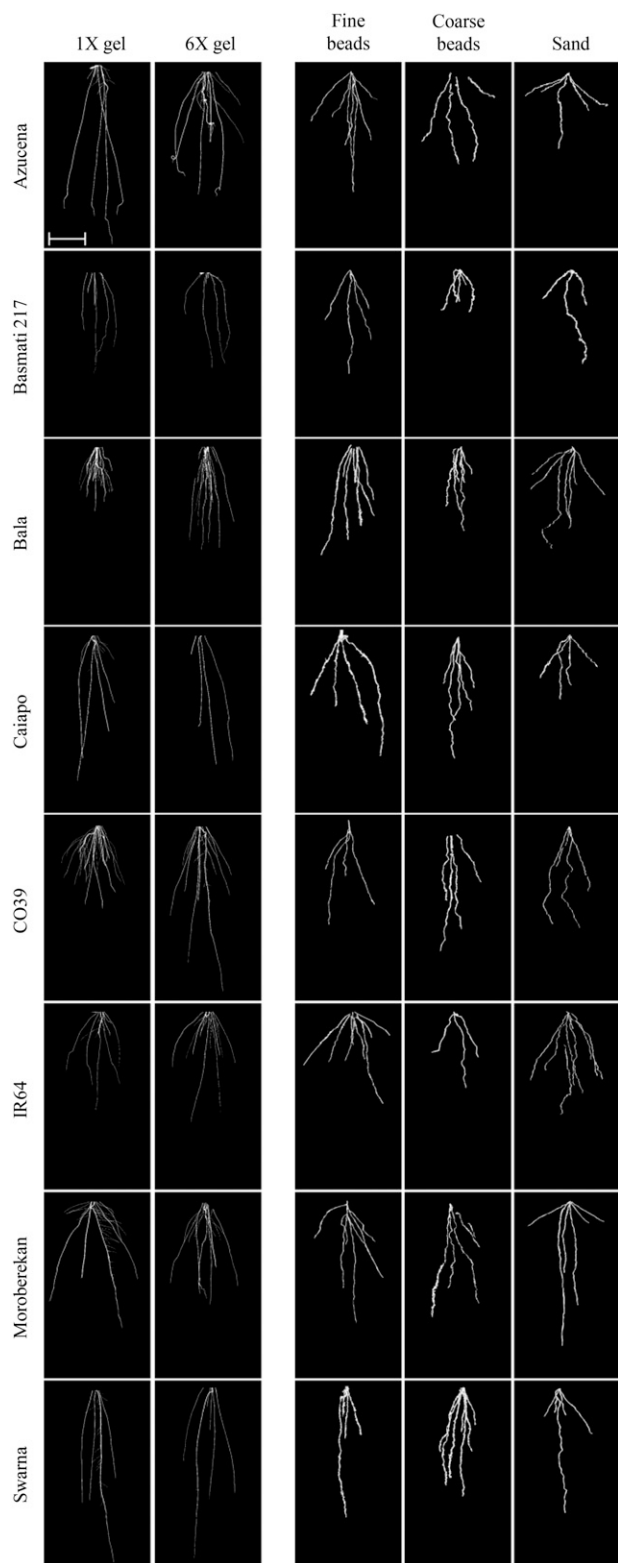 1X gel
6X gel
Fine
beads
Coarse
beads
Sand
Azucena
Basmati 217
Bala
Caiapo
CO39
IR64
Moroberekan
Swarna